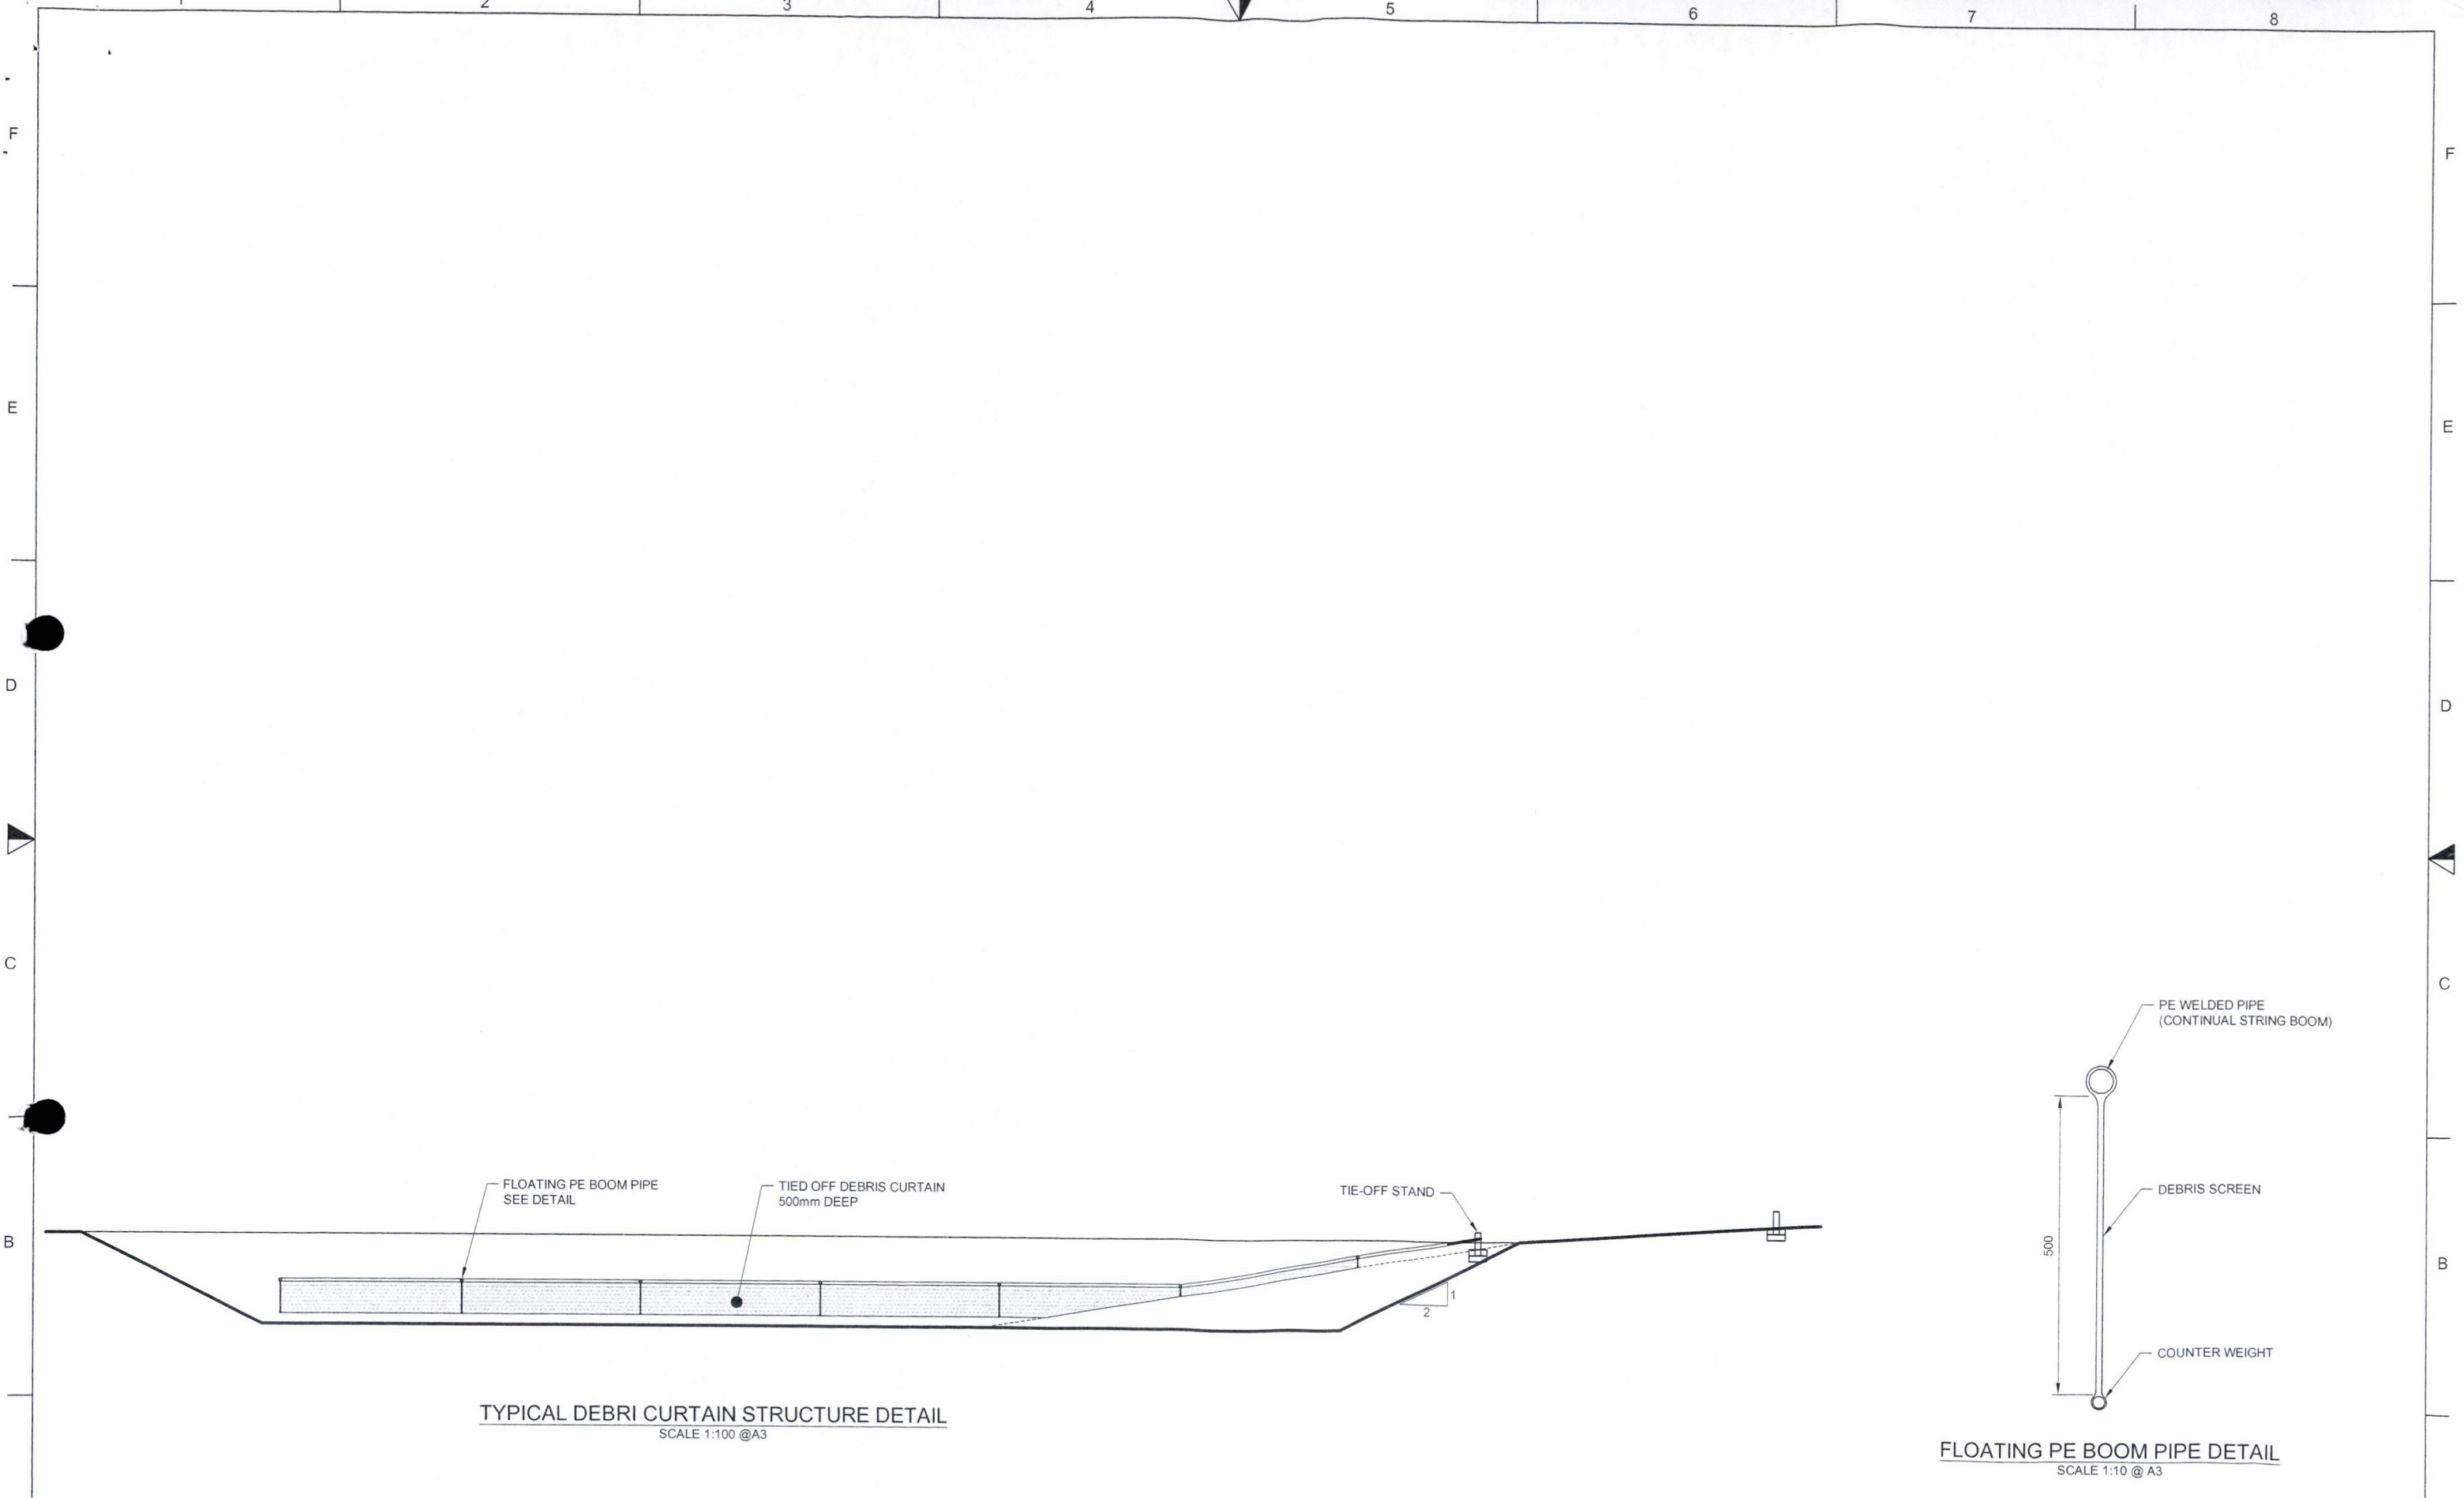 2 3 4 5 6 7 8
F F
E E
D D
C C
PE WELDED PIPE
(CONTINUAL STRING BOOM)
FLOATING PE BOOM PIPE
SEE DETAIL
TIED OFF DEBRIS CURTAIN
500mm DEEP
TIE-OFF STAND
DEBRIS SCREEN
B B
500
1
2
COUNTER WEIGHT
TYPICAL DEBRI CURTAIN STRUCTURE DETAIL
SCALE 1:100 @A3
FLOATING PE BOOM PIPE DETAIL
SCALE 1:10 @ A3